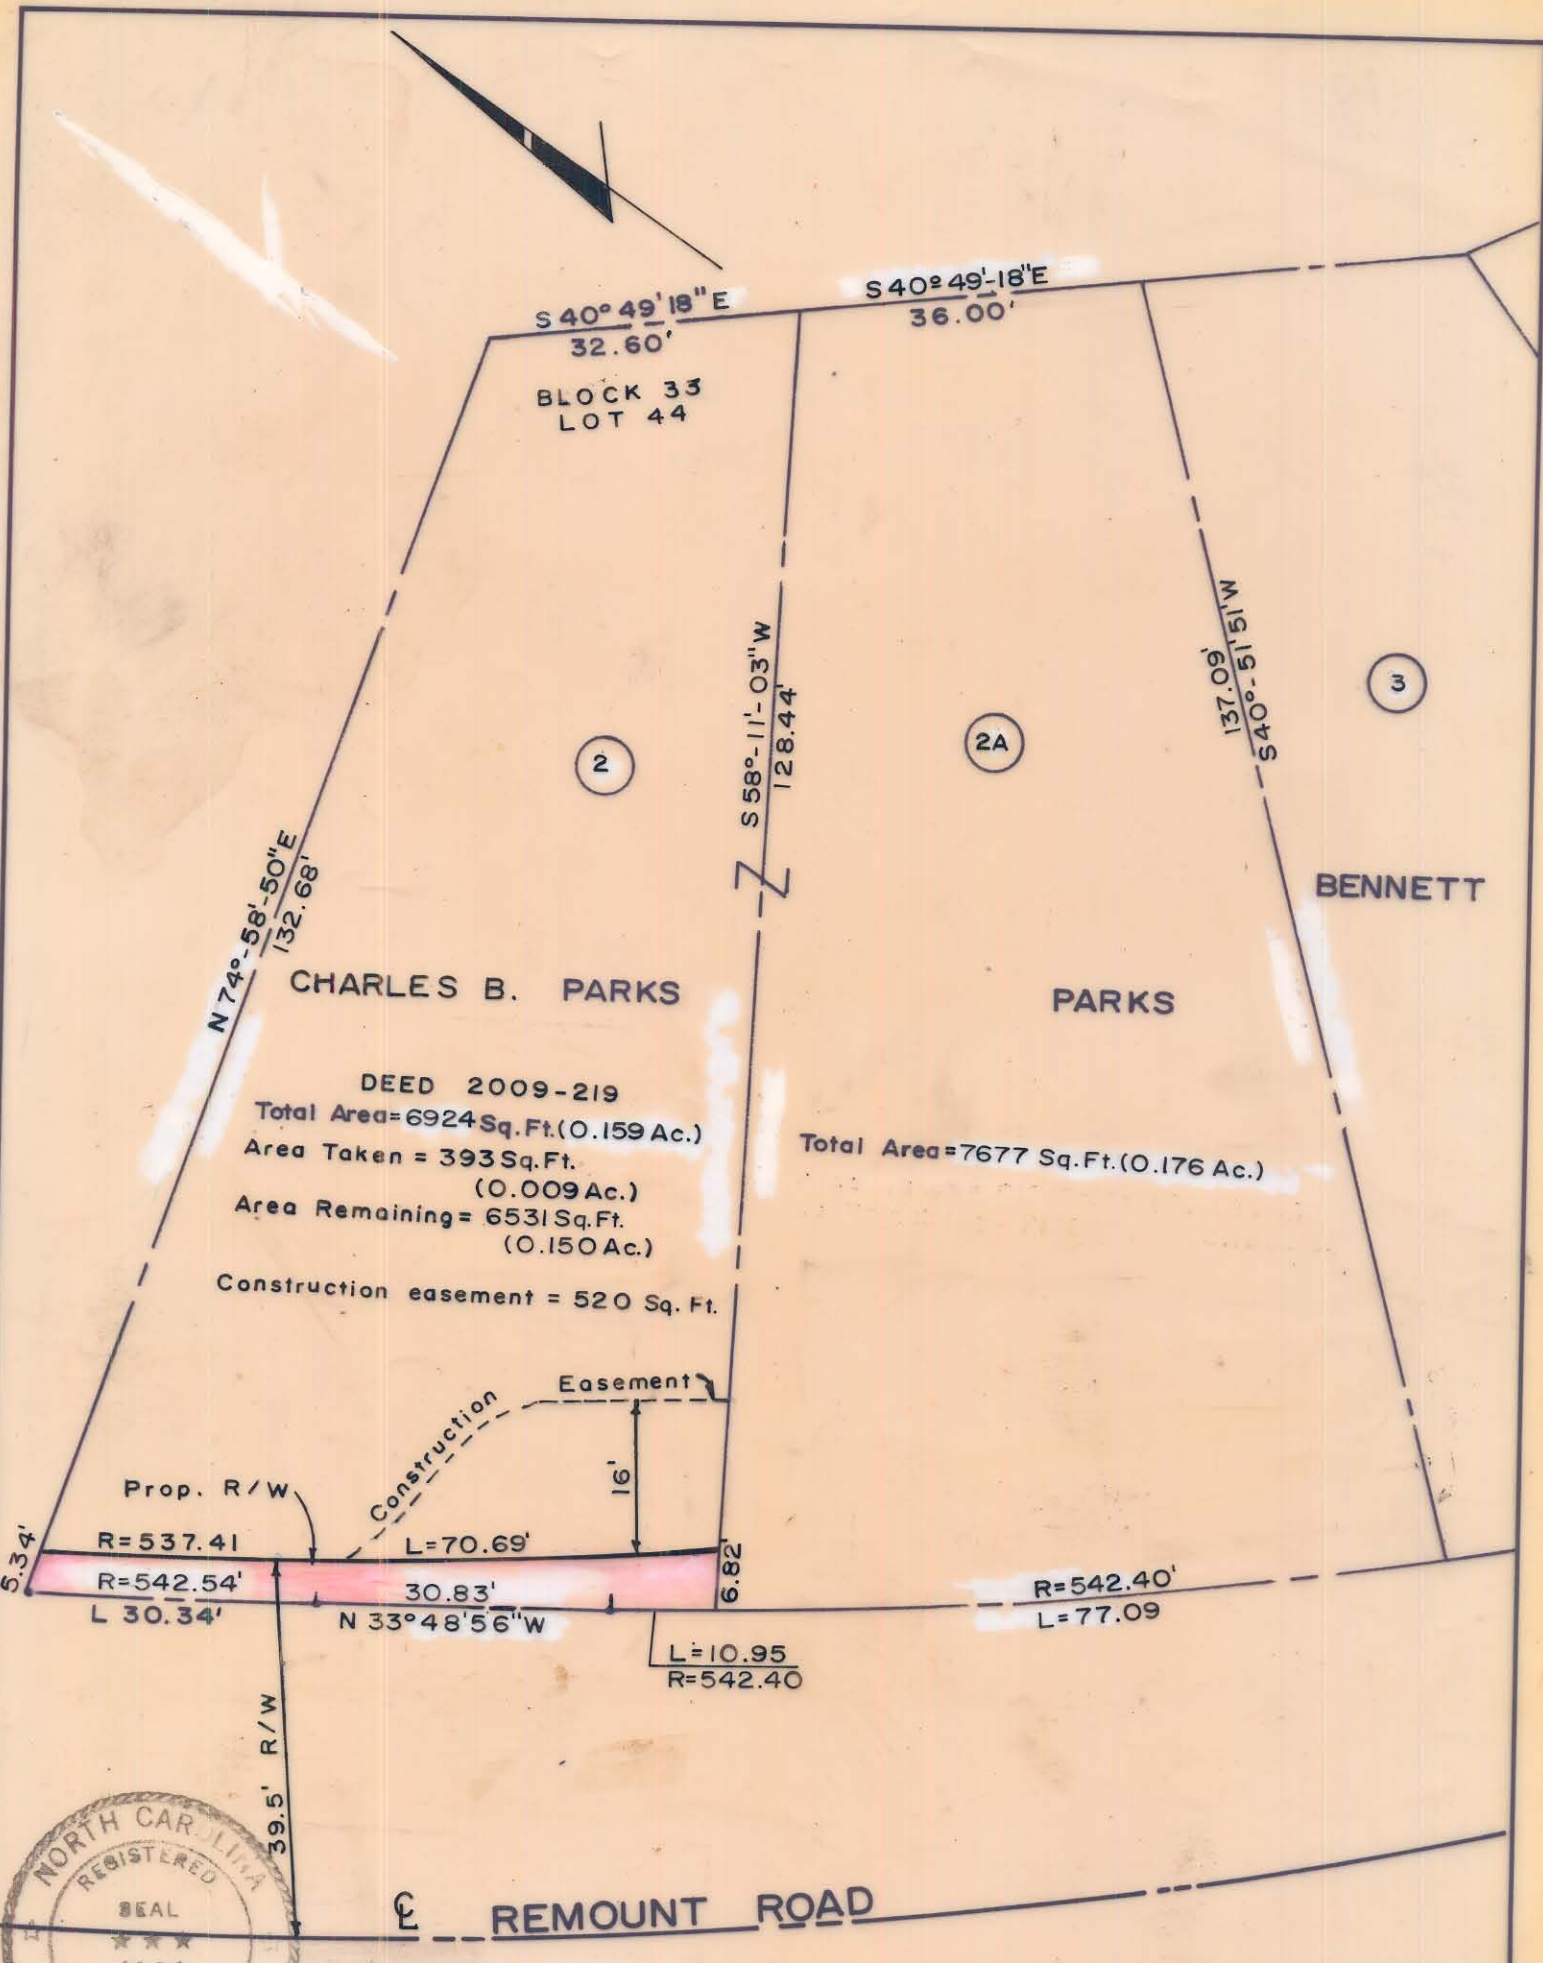 S 40° 49' 18" E
32.60'
S 40º 49'-18" E
36.00'
BLOCK 33
LOT 44
N 74°-58'-50" E
132.68'
S 58°-11'-03" W
128.44'
137.09'
S 40°-51' 51' W
2
2A
3
BENNETT
CHARLES B. PARKS
PARKS
DEED 2009-219
Total Area=6924 Sq.Ft.(0.159 Ac.)
Area Taken = 393 Sq.Ft.
(0.009 Ac.)
Area Remaining= 6531 Sq.Ft.
(0.150 Ac.)
Construction easement = 520 Sq. Ft.
Total Area=7677 Sq.Ft.(0.176 Ac.)
Construction
Easement
16'
Prop. R/W
R=537.41
L=70.69'
5.34'
R=542.54'
L 30.34'
30.83'
N 33°48'56"W
6.82'
L=10.95
R=542.40
R=542.40'
L=77.09
39.5' R/W
NORTH CAROLINA
REGISTERED
SEAL
℄ REMOUNT ROAD